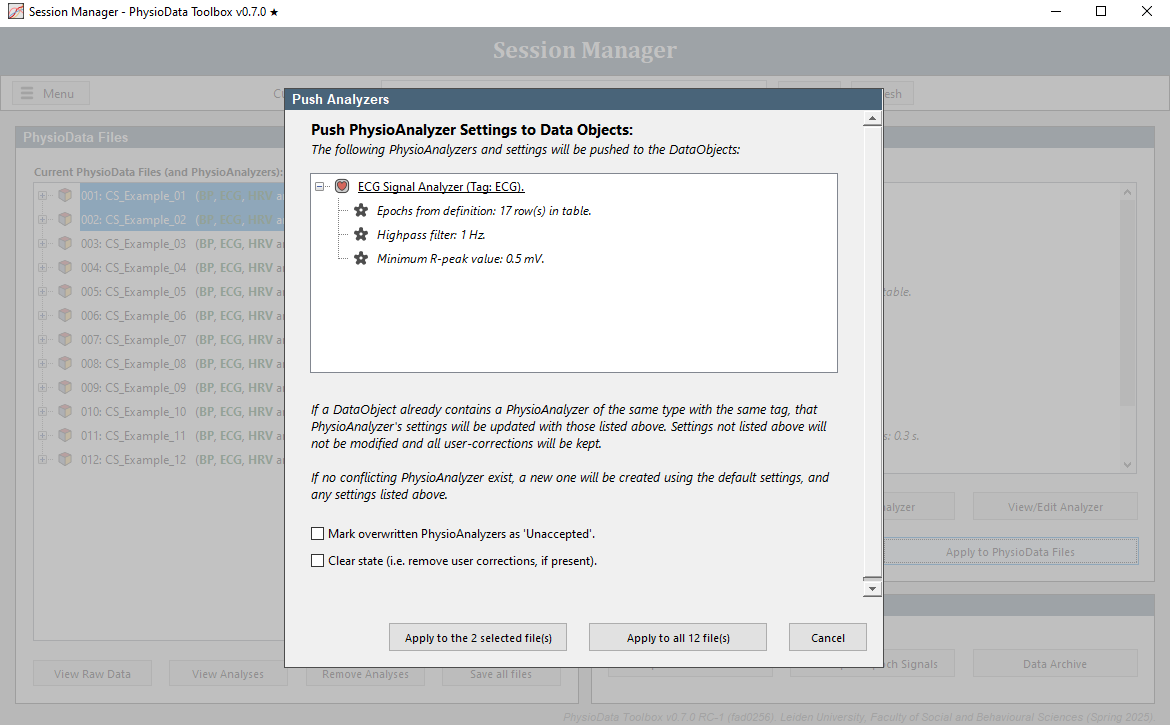 Session Manager - PhysioData Toolbox v0.7.0 ★
Session Manager
Menu
esh
Push Analyzers
PhysioData Files
Push PhysioAnalyzer Settings to Data Objects:
The following PhysioAnalyzers and settings will be pushed to the DataObjects:
Current PhysioData Files (and PhysioAnalyzers):
ECG Signal Analyzer (Tag: ECG).
Epochs from definition: 17 row(s) in table.
Highpass filter: 1 Hz.
Minimum R-peak value: 0.5 mV.
001: CS_Example_01 (BP, ECG, HRV ar
002: CS_Example_02 (BP, ECG, HRV ar
003: CS_Example_03 (BP, ECG, HRV ar
004: CS_Example_04 (BP, ECG, HRV ar
005: CS_Example_05 (BP, ECG, HRV ar
006: CS_Example_06 (BP, ECG, HRV ar
007: CS_Example_07 (BP, ECG, HRV ar
008: CS_Example_08 (BP, ECG, HRV ar
009: CS_Example_09 (BP, ECG, HRV ar
010: CS_Example_10 (BP, ECG, HRV ar
011: CS_Example_11 (BP, ECG, HRV ar
012: CS_Example_12 (BP, ECG, HRV ar
table.
s: 0.3 s.
If a DataObject already contains a PhysioAnalyzer of the same type with the same tag, that
PhysioAnalyzer's settings will be updated with those listed above. Settings not listed above will
not be modified and all user-corrections will be kept.
If no conflicting PhysioAnalyzer exist, a new one will be created using the default settings, and
any settings listed above.
Mark overwritten PhysioAnalyzers as 'Unaccepted'.
Clear state (i.e. remove user corrections, if present).
alyzer
View/Edit Analyzer
Apply to PhysioData Files
Apply to the 2 selected file(s)
Apply to all 12 file(s)
Cancel
View Raw Data
View Analyses
Remove Analyses
Save all files
ch Signals
Data Archive
PhysioData Toolbox v0.7.0 RC-1 (fad0256). Leiden University, Faculty of Social and Behavioural Sciences (Spring 2025)